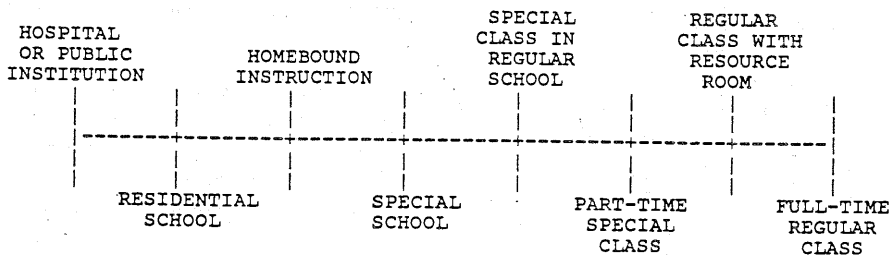 HOSPITAL
OR PUBLIC
INSTITUTION
HOMEBOUND
INSTRUCTION
SPECIAL
CLASS IN
REGULAR
SCHOOL
REGULAR
CLASS WITH
RESOURCE
ROOM
RESIDENTIAL
SCHOOL
SPECIAL
SCHOOL
PART-TIME
SPECIAL
CLASS
FULL-TIME
REGULAR
CLASS